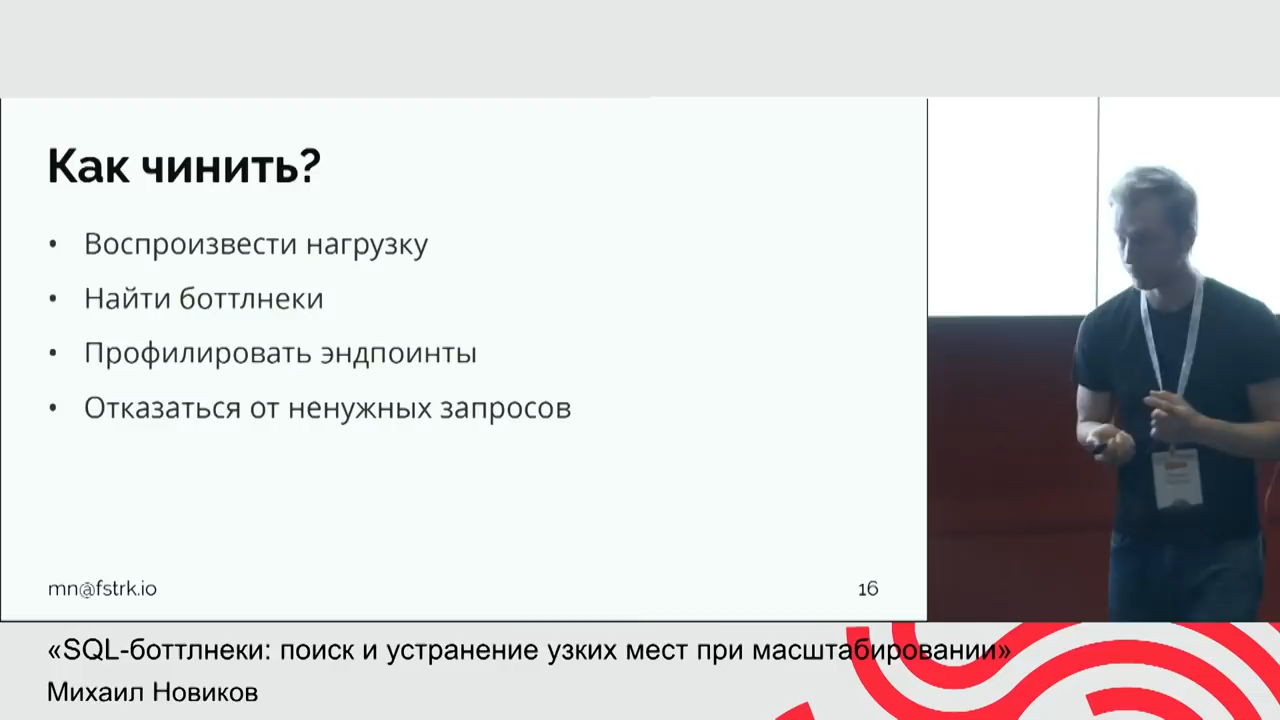 Как чинить?
• Воспроизвести нагрузку
• Найти боттлнеки
• Профилировать эндпоинты
• Отказаться от ненужных запросов
mn@fstrk.io
16
«SQL-боттлнеки: поиск и устранение узких мест при масштабировании»
Михаил Новиков